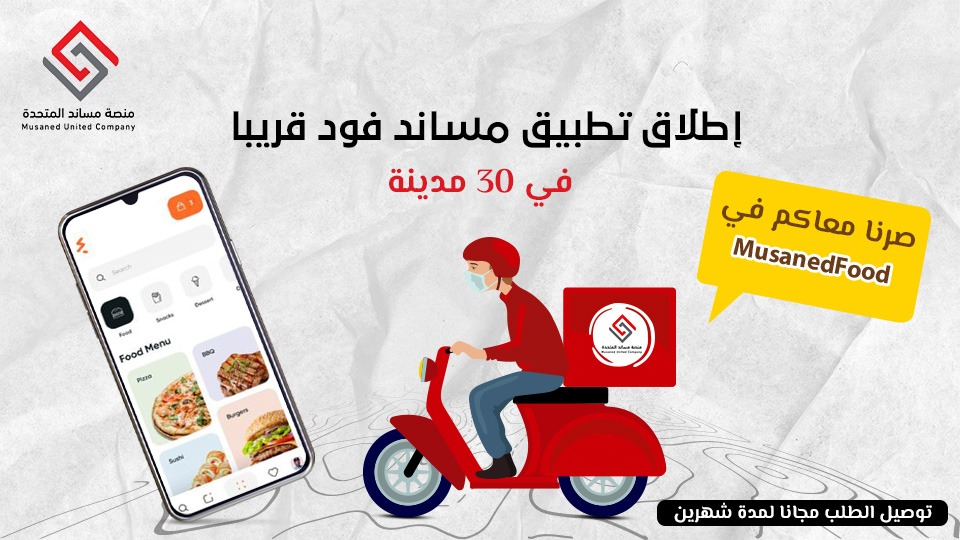 منصة مساند المتحدة
Musaned United Company
إطلاق تطبيق مساند فود قريبا
في 30 مدينة
صرنا معاكم في
MusanedFood
3
Search
Food
Snacks
Dessert
Food Menu
Pizza
BBQ
Burgers
Sushi
منصة مساند المتحدة
Musaned United Company
توصيل الطلب مجانا لمدة شهرين